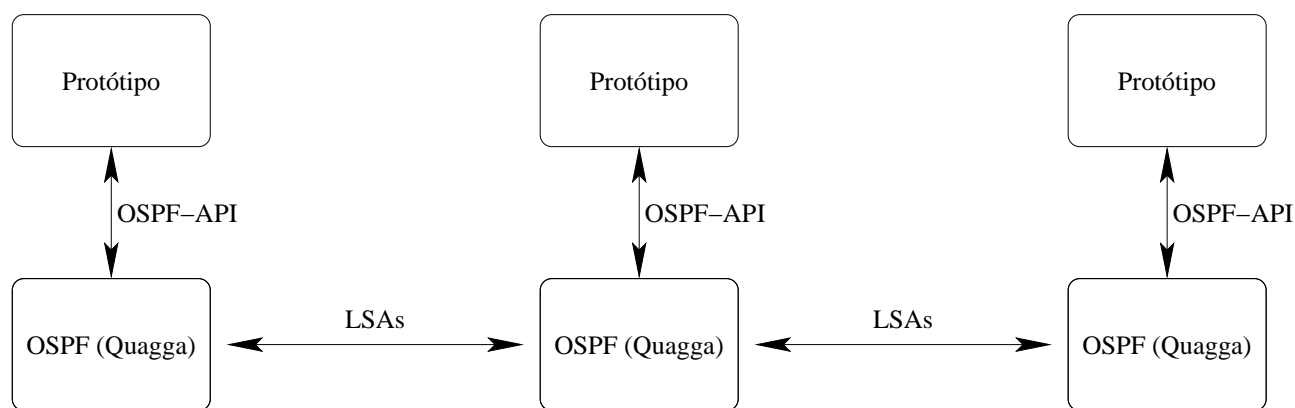 Protótipo
Protótipo
Protótipo
OSPF−API
OSPF−API
OSPF−API
LSAs
LSAs
OSPF (Quagga)
OSPF (Quagga)
OSPF (Quagga)